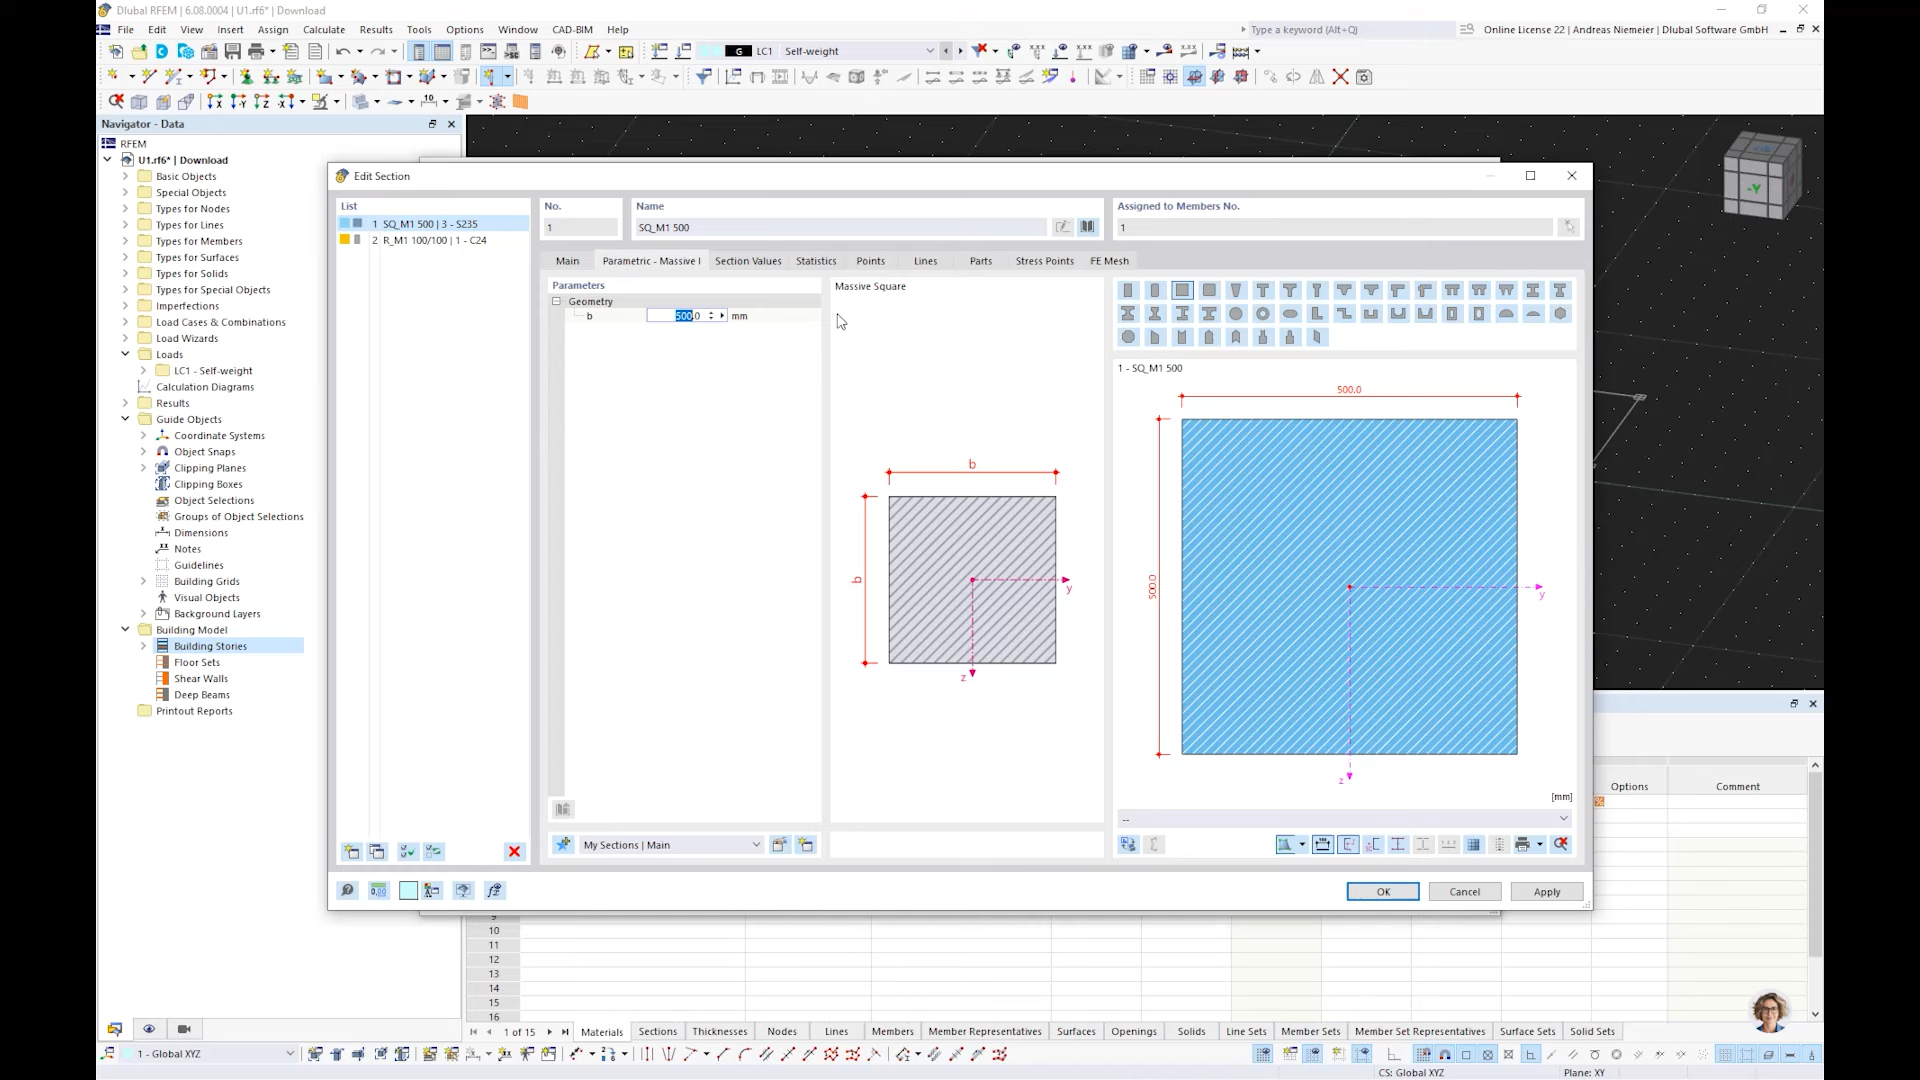 Dlubal RFEM | 6.08.0004 | U1.rf6* | Download
File Edit View Insert Assign Calculate Results Tools Options Window CAD-BIM Help
Type a keyword (Alt+Q)
Online License 22 | Andreas Niemeier | Dlubal Software GmbH
G LC1 Self-weight
Navigator - Data
RFEM
U1.rf6* | Download
Basic Objects
Special Objects
Types for Nodes
Types for Lines
Types for Members
Types for Surfaces
Types for Solids
Types for Special Objects
Imperfections
Load Cases & Combinations
Load Wizards
Loads
LC1 - Self-weight
Calculation Diagrams
Results
Guide Objects
Coordinate Systems
Object Snaps
Clipping Planes
Clipping Boxes
Object Selections
Groups of Object Selections
Dimensions
Notes
Guidelines
Building Grids
Visual Objects
Background Layers
Building Model
Building Stories
Floor Sets
Shear Walls
Deep Beams
Printout Reports
Edit Section
List
1 SQ_M1 500 | 3 - S235
2 R_M1 100/100 | 1 - C24
No.
1
Name
SQ_M1 500
Assigned to Members No.
1
Main Parametric - Massive I Section Values Statistics Points Lines Parts Stress Points FE Mesh
Parameters
Geometry
b 500.0 mm
Massive Square
b
b
y
z
1 - SQ_M1 500
500.0
500.0
y
z
[mm]
--
My Sections | Main
OK Cancel Apply
-Y
Options Comment
9
10
11
12
13
14
15
16
1 of 15 Materials Sections Thicknesses Nodes Lines Members Member Representatives Surfaces Openings Solids Line Sets Member Sets Member Set Representatives Surface Sets Solid Sets
1 - Global XYZ
CS: Global XYZ Plane: XY